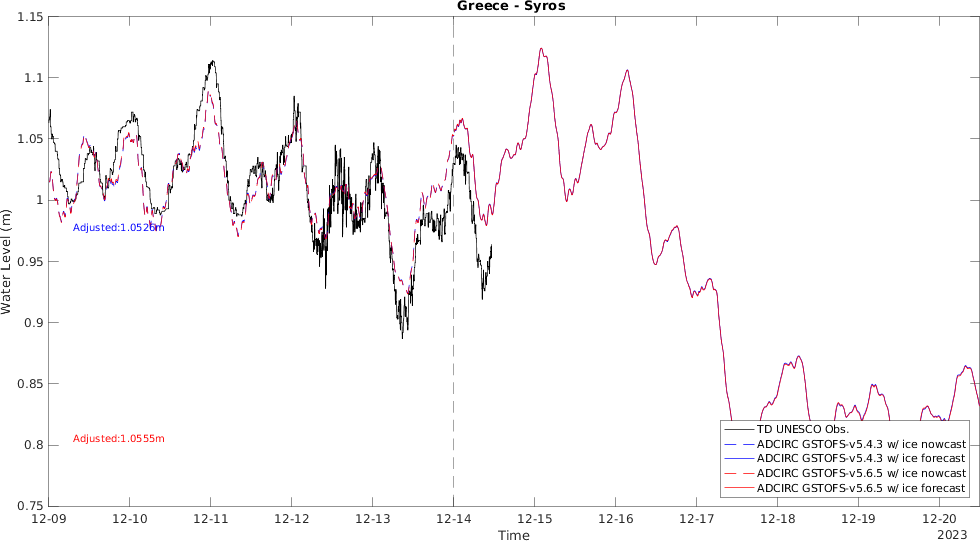 Greece - Syros
1.15
1.1
1.05
1
0.95
0.9
0.85
0.8
0.75
Water Level (m)
Adjusted:1.0526m
Adjusted:1.0555m
TD UNESCO Obs.
ADCIRC GSTOFS-v5.4.3 w/ ice nowcast
ADCIRC GSTOFS-v5.4.3 w/ ice forecast
ADCIRC GSTOFS-v5.6.5 w/ ice nowcast
ADCIRC GSTOFS-v5.6.5 w/ ice forecast
12-09 12-10 12-11 12-12 12-13 12-14 12-15 12-16 12-17 12-18 12-19 12-20
Time
2023